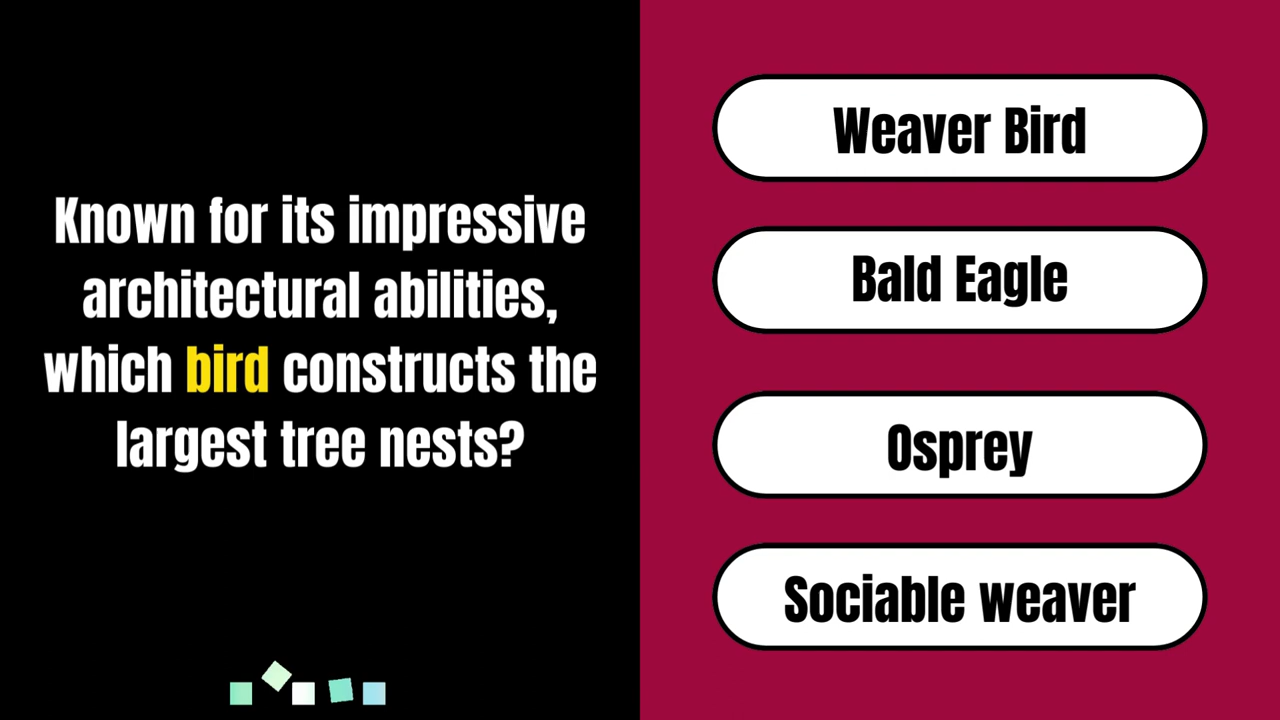 Known for its impressive
architectural abilities,
which bird constructs the
largest tree nests?
Weaver Bird
Bald Eagle
Osprey
Sociable weaver